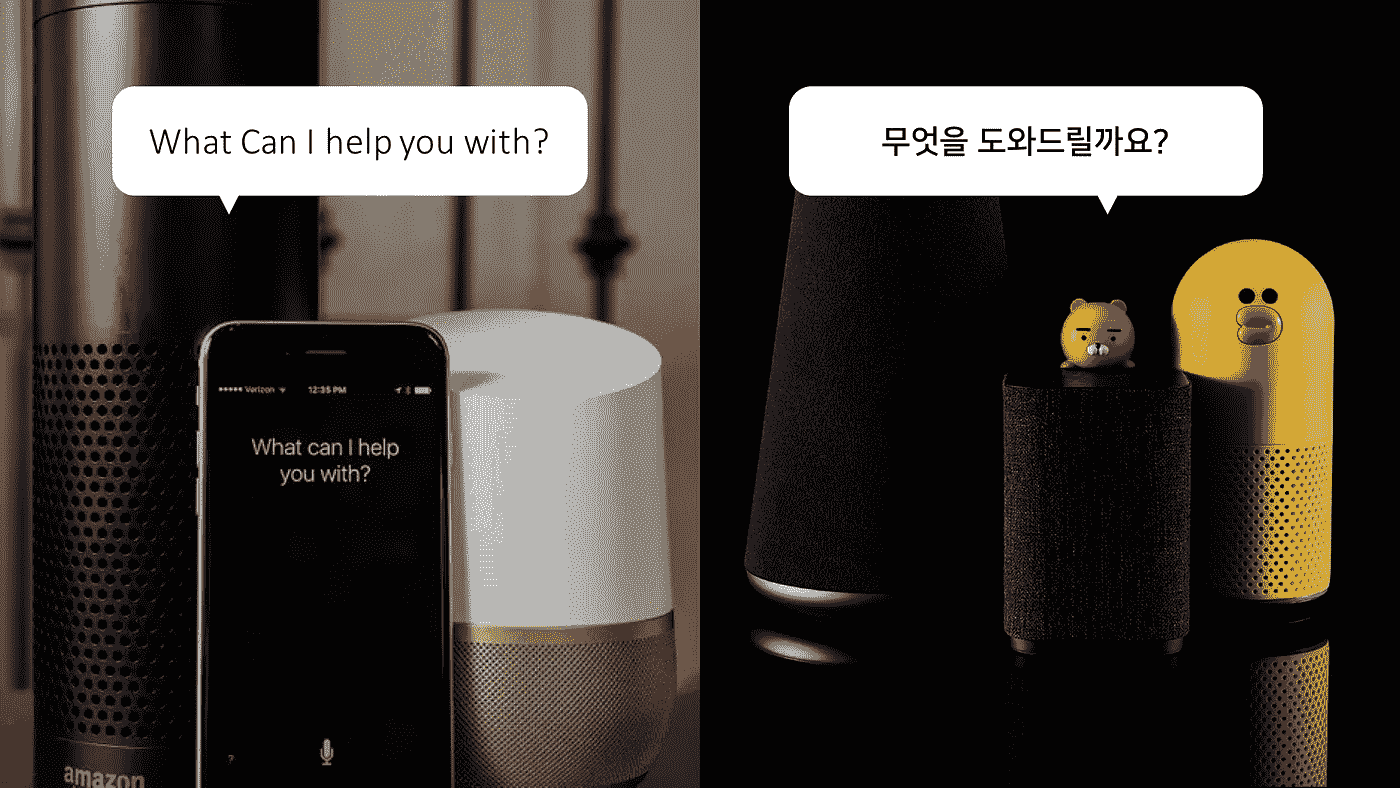 What Can I help you with?
무엇을 도와드릴까요?
Verizon
12:35 PM
What can I help
you with?
?
amazon